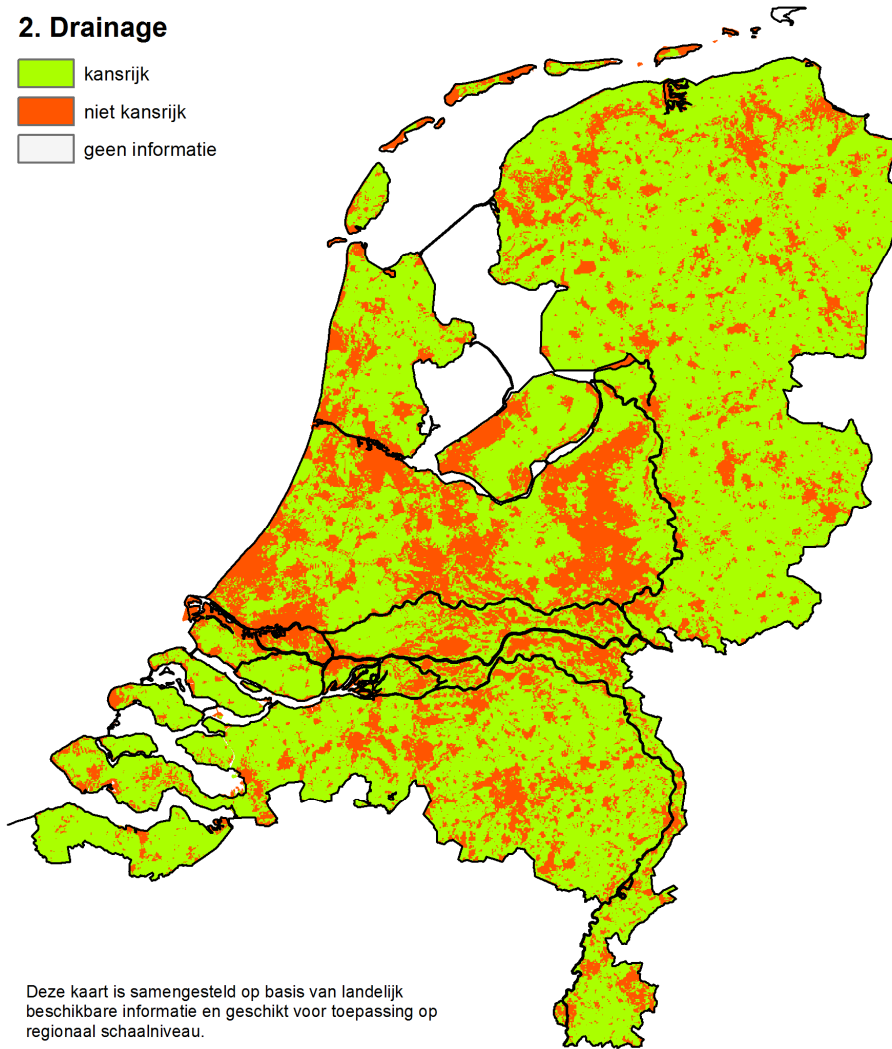 2. Drainage
kansrijk
niet kansrijk
geen informatie
Deze kaart is samengesteld op basis van landelijk
beschikbare informatie en geschikt voor toepassing op
regionaal schaalniveau.